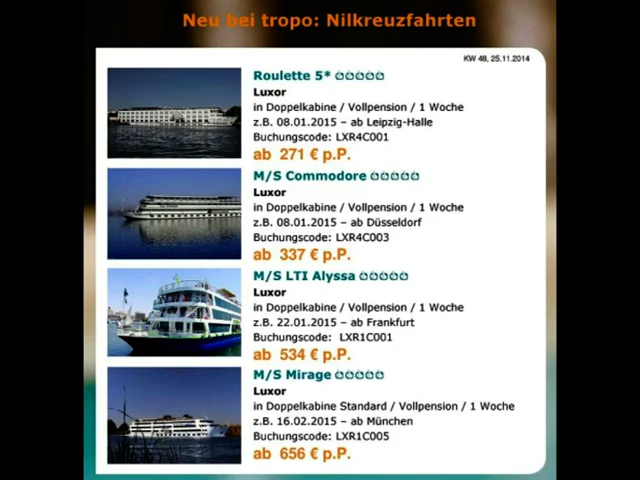 Neu bei tropo: Nilkreuzfahrten
KW 48, 25.11.2014
Roulette 5*
Luxor
in Doppelkabine / Vollpension / 1 Woche
z.B. 08.01.2015 – ab Leipzig-Halle
Buchungscode: LXR4C001
ab 271 € p.P.
M/S Commodore
Luxor
in Doppelkabine / Vollpension / 1 Woche
z.B. 08.01.2015 – ab Düsseldorf
Buchungscode: LXR4C003
ab 337 € p.P.
M/S LTI Alyssa
Luxor
in Doppelkabine / Vollpension / 1 Woche
z.B. 22.01.2015 – ab Frankfurt
Buchungscode: LXR1C001
ab 534 € p.P.
M/S Mirage
Luxor
in Doppelkabine Standard / Vollpension / 1 Woche
z.B. 16.02.2015 – ab München
Buchungscode: LXR1C005
ab 656 € p.P.